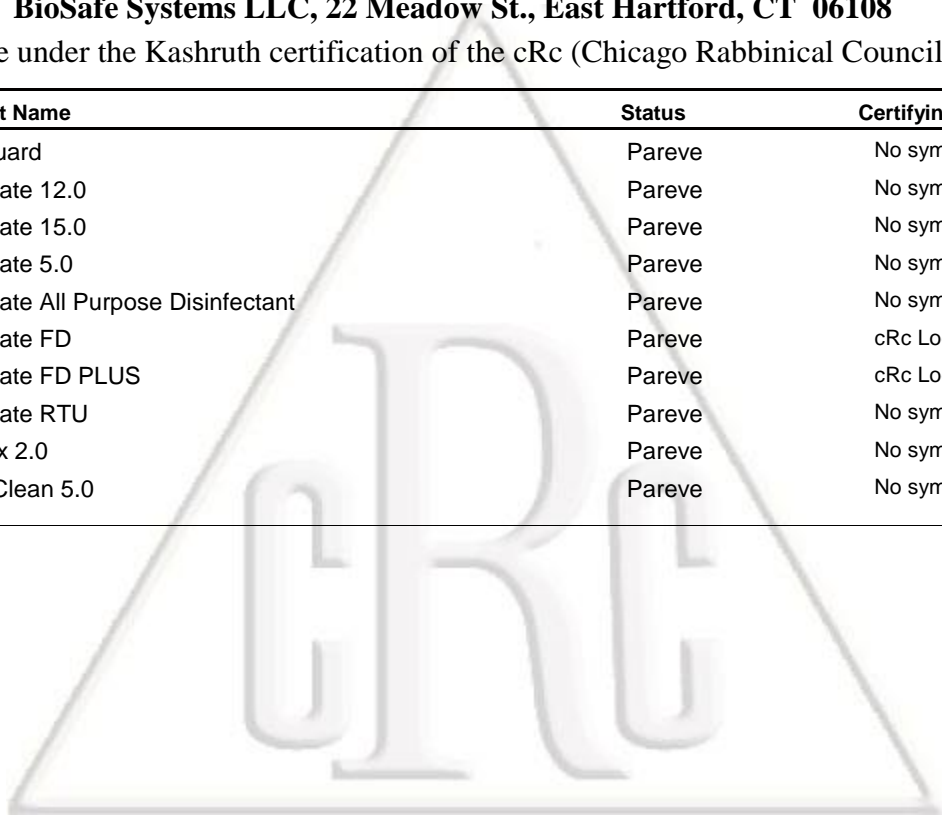 BioSafe Systems LLC, 22 Meadow St., East Hartford, CT 06108
e under the Kashruth certification of the cRc (Chicago Rabbinical Council
t Name Status Certifyin
uard Pareve No sym
ate 12.0 Pareve No sym
ate 15.0 Pareve No sym
ate 5.0 Pareve No sym
ate All Purpose Disinfectant Pareve No sym
ate FD Pareve cRc Lo
ate FD PLUS Pareve cRc Lo
ate RTU Pareve No sym
x 2.0 Pareve No sym
Clean 5.0 Pareve No sym
cRc